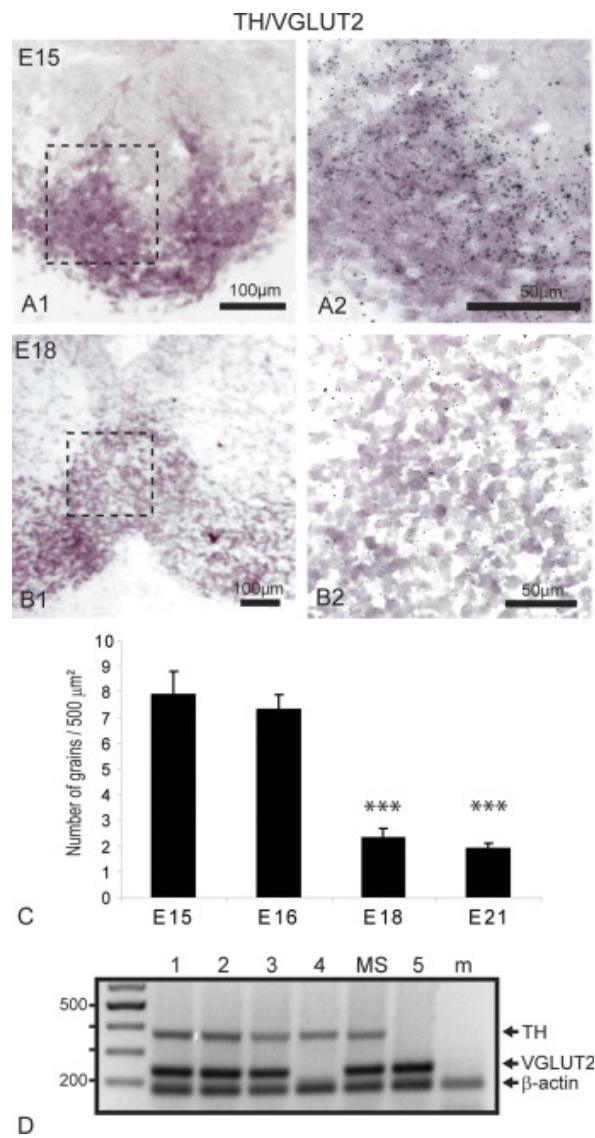 TH/VGLUT2
E15
100µm
A1
50µm
A2
E18
100µm
B1
50µm
B2
Number of grains / 500 µm²
10
9
8
7
6
5
4
3
2
1
0
*** ***
E15 E16 E18 E21
C
1 2 3 4 MS 5 m
500
200
TH
VGLUT2
β-actin
D